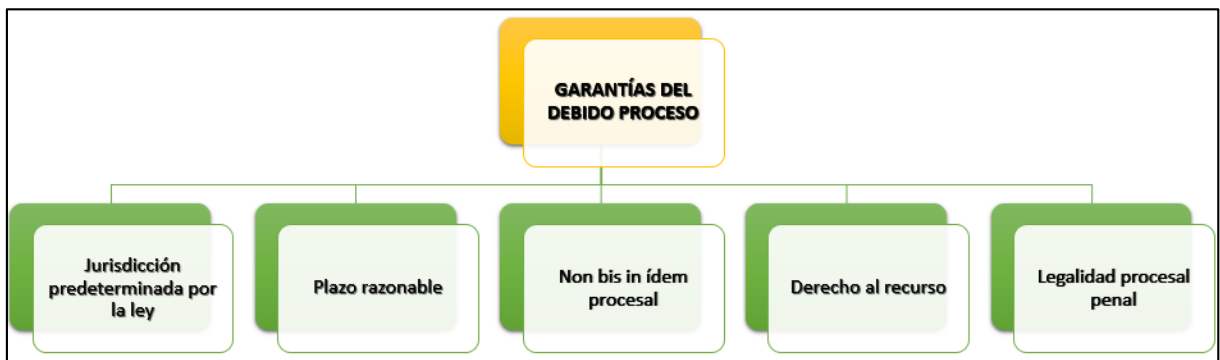 GARANTÍAS DEL
DEBIDO PROCESO
Jurisdicción
predeterminada por
la ley
Plazo razonable
Non bis in ídem
procesal
Derecho al recurso
Legalidad procesal
penal